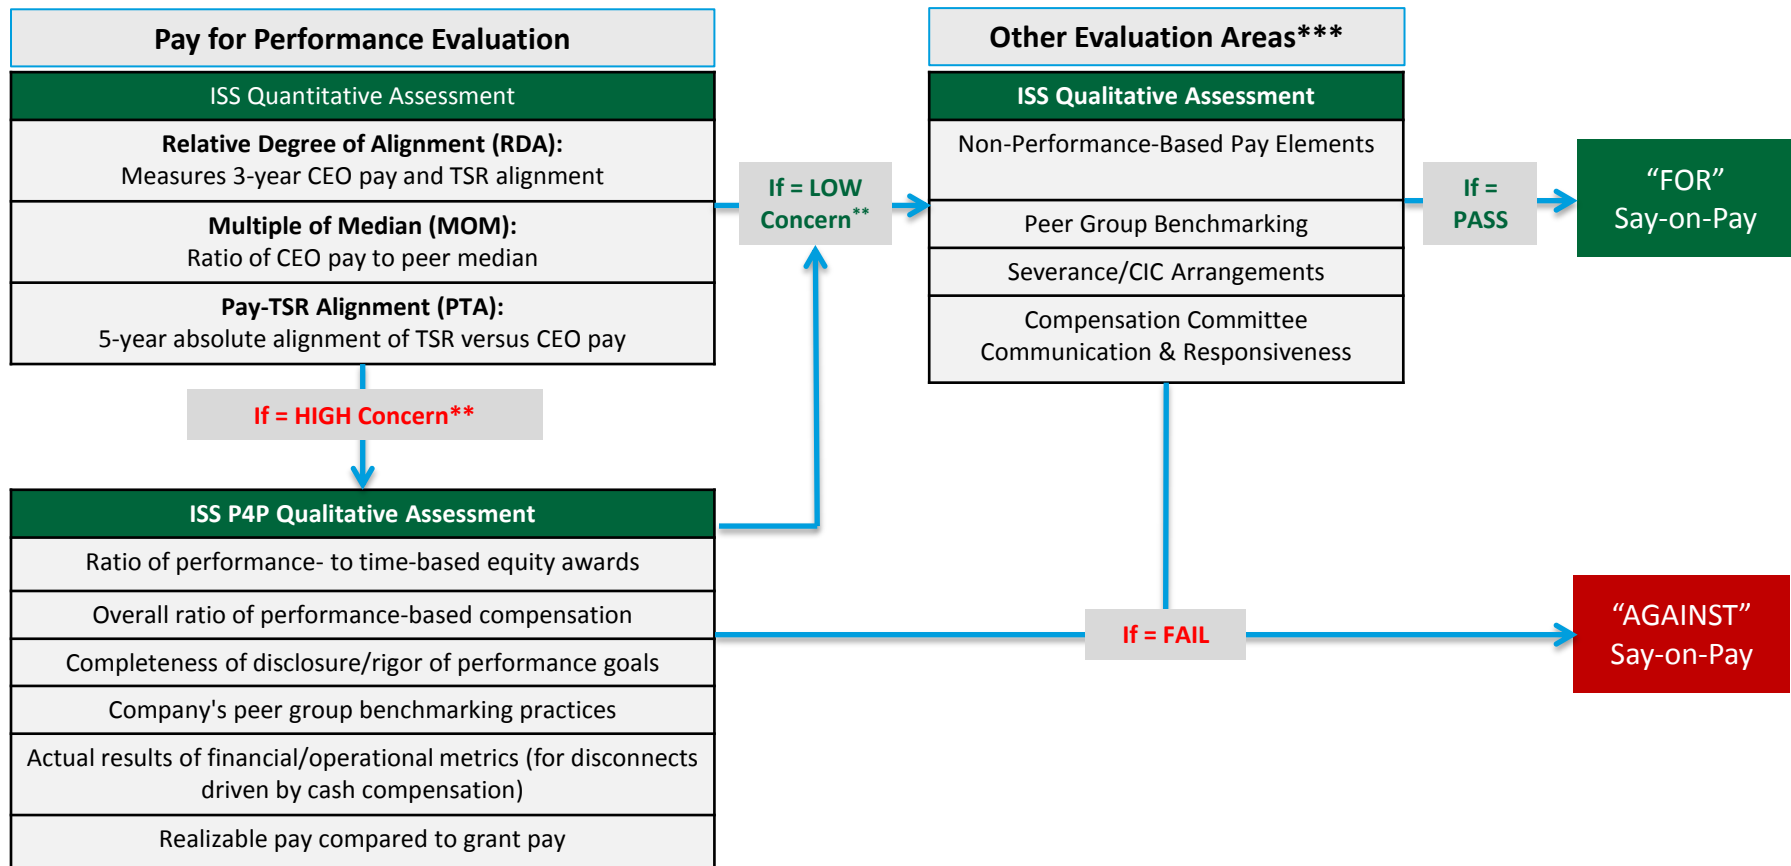 Pay for Performance Evaluation
ISS Quantitative Assessment
Relative Degree of Alignment (RDA):
Measures 3-year CEO pay and TSR alignment
Multiple of Median (MOM):
Ratio of CEO pay to peer median
Pay-TSR Alignment (PTA):
5-year absolute alignment of TSR versus CEO pay
If = HIGH Concern**
ISS P4P Qualitative Assessment
Ratio of performance- to time-based equity awards
Overall ratio of performance-based compensation
Completeness of disclosure/rigor of performance goals
Company's peer group benchmarking practices
Actual results of financial/operational metrics (for disconnects
driven by cash compensation)
Realizable pay compared to grant pay
If = LOW
Concern**
Other Evaluation Areas***
ISS Qualitative Assessment
Non-Performance-Based Pay Elements
Peer Group Benchmarking
Severance/CIC Arrangements
Compensation Committee
Communication & Responsiveness
If =
PASS
“FOR”
Say-on-Pay
If = FAIL
“AGAINST”
Say-on-Pay